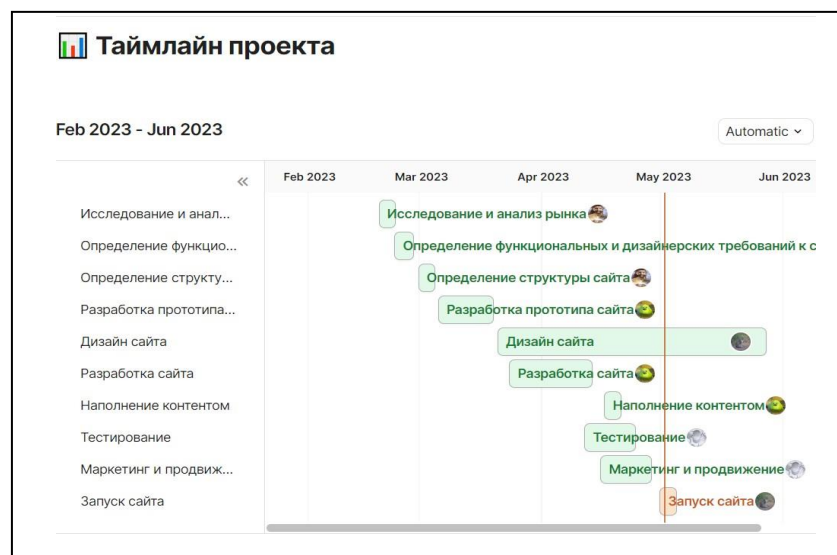 Таймлайн проекта
Feb 2023 - Jun 2023
Automatic
Feb 2023 Mar 2023 Apr 2023 May 2023 Jun 2023
Исследование и анал... Исследование и анализ рынка
Определение функцио... Определение функциональных и дизайнерских требований к с
Определение структу... Определение структуры сайта
Разработка прототипа... Разработка прототипа сайта
Дизайн сайта Дизайн сайта
Разработка сайта Разработка сайта
Наполнение контентом Наполнение контентом
Тестирование Тестирование
Маркетинг и продвиж... Маркетинг и продвижение
Запуск сайта Запуск сайта